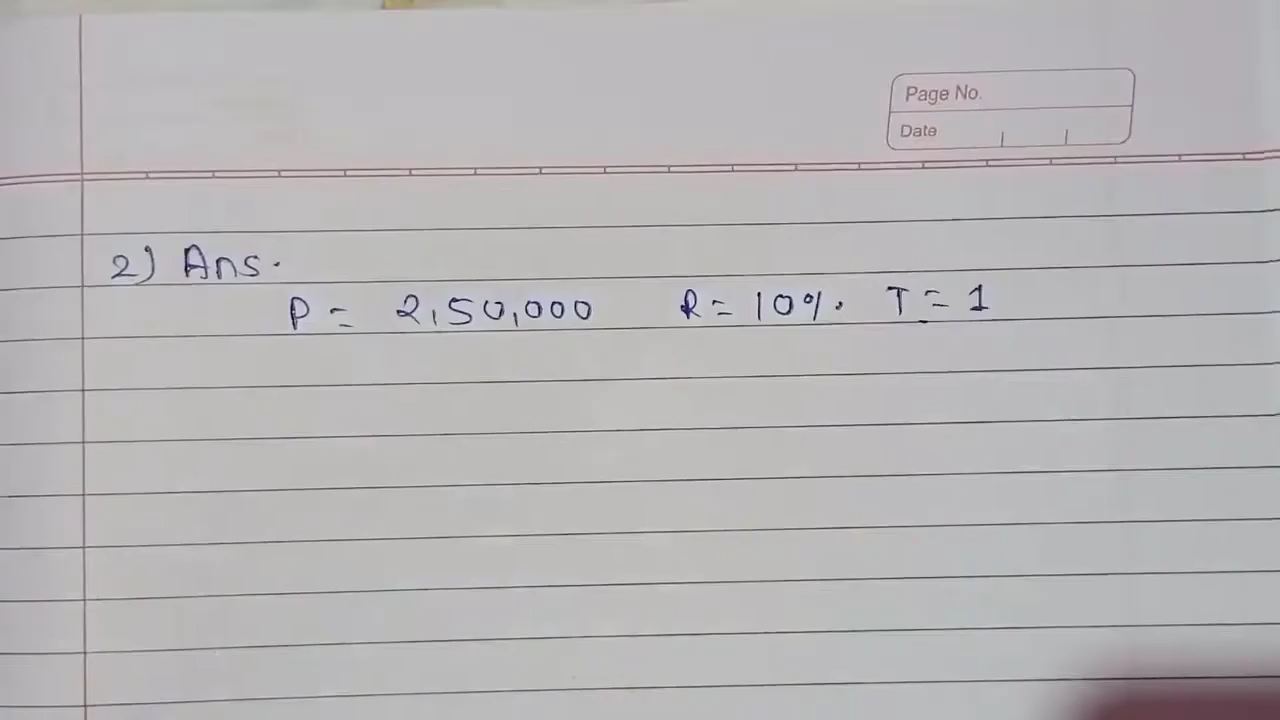 Page No.
Date
2) Ans.
P = 2,50,000 R = 10%. T = 1